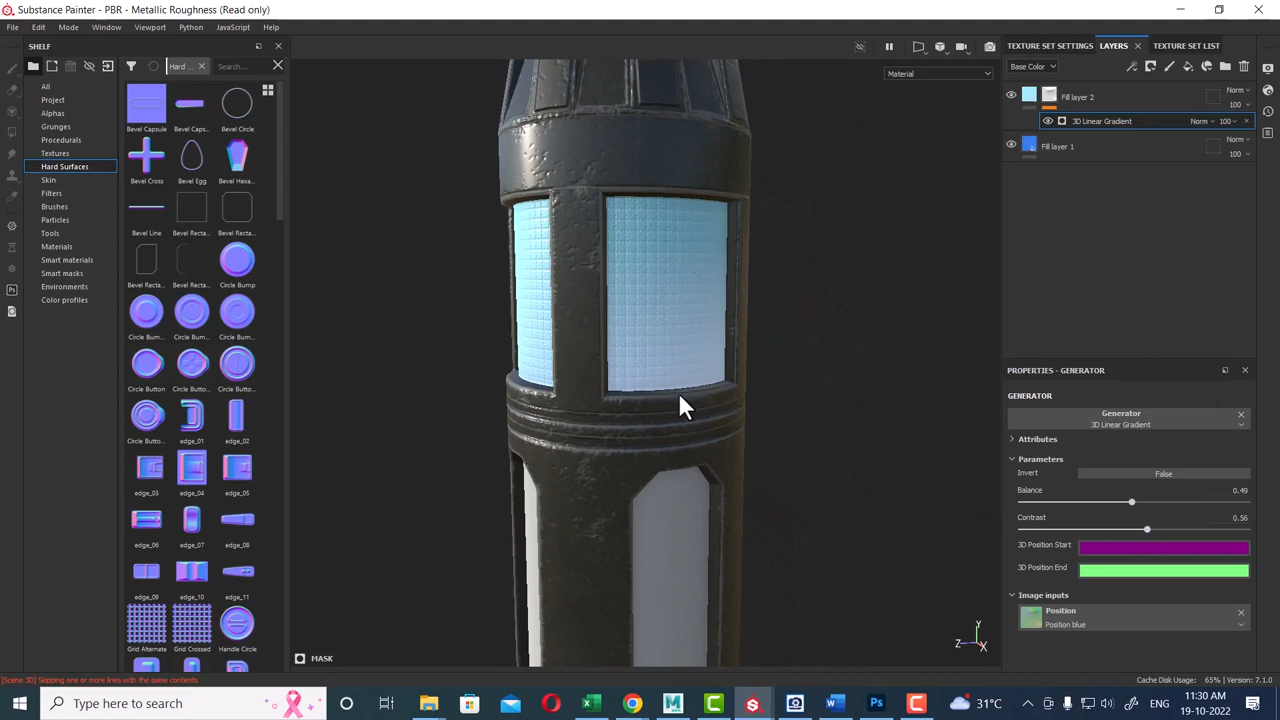 Substance Painter - PBR - Metallic Roughness (Read only)
File Edit Mode Window Viewport Python JavaScript Help
SHELF
Hard ...
Search...
All
Project
Alphas
Grunges
Procedurals
Textures
Hard Surfaces
Skin
Filters
Brushes
Particles
Tools
Materials
Smart materials
Smart masks
Environments
Color profiles
Bevel Capsule Bevel Caps... Bevel Circle
Bevel Cross Bevel Egg Bevel Hexa...
Bevel Line Bevel Recta... Bevel Recta...
Bevel Recta... Bevel Recta... Circle Bump
Circle Bum... Circle Bum... Circle Bum...
Circle Button Circle Butto... Circle Butto...
Circle Butto... edge_01 edge_02
edge_03 edge_04 edge_05
edge_06 edge_07 edge_08
edge_09 edge_10 edge_11
Grid Alternate Grid Crossed Handle Circle
Material
Y
Z X
MASK
TEXTURE SET SETTINGS LAYERS TEXTURE SET LIST
Base Color
Fill layer 2 Norm
100
3D Linear Gradient Norm 100
Fill layer 1 Norm
100
PROPERTIES - GENERATOR
GENERATOR
Generator
3D Linear Gradient
Attributes
Parameters
Invert False
Balance 0.49
Contrast 0.56
3D Position Start
3D Position End
Image inputs
Position
Position blue
[Scene 3D] Skipping one or more lines with the same contents
Cache Disk Usage: 65% | Version: 7.1.0
Type here to search
31°C
ENG
11:30 AM
19-10-2022